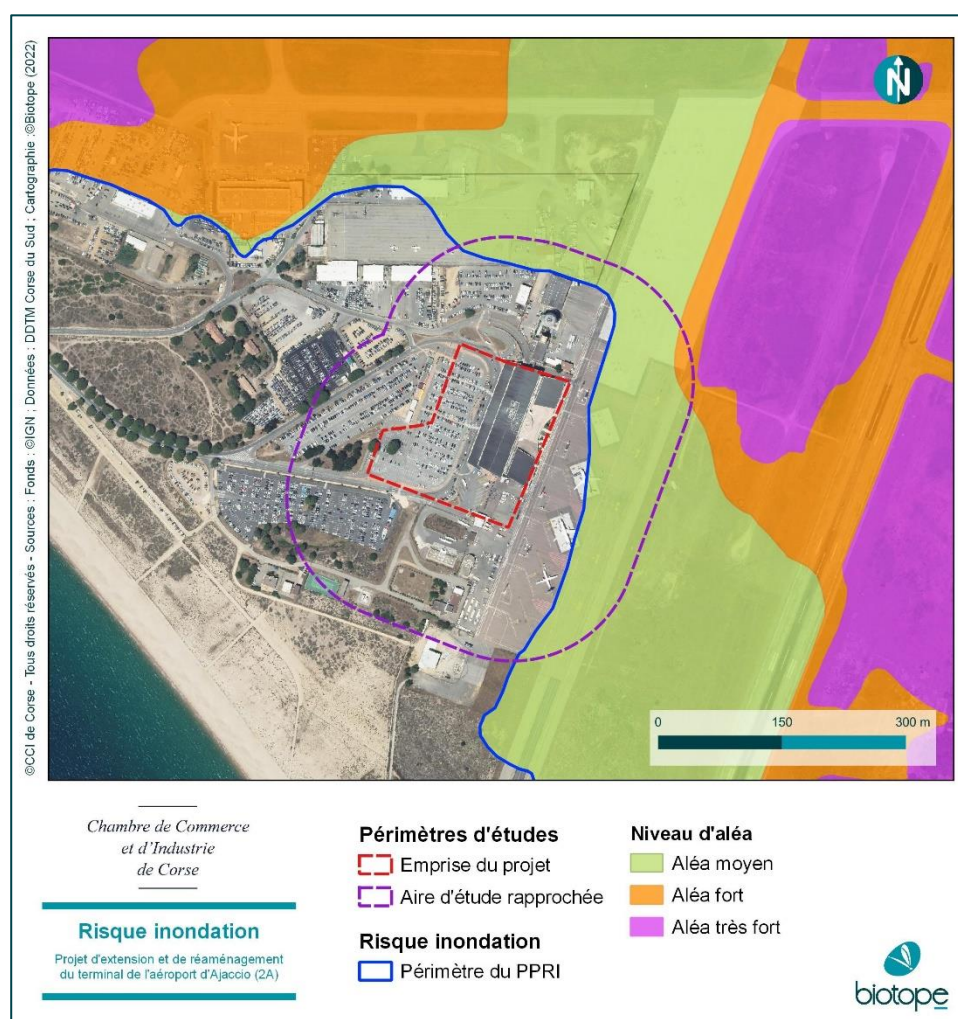 ©CCI de Corse - Tous droits réservés - Sources : Fonds : ©IGN ; Données : DDTM Corse du Sud ; Cartographie :©Biotope (2022)
N
0 150 300 m
Chambre de Commerce
et d'Industrie
de Corse
Risque inondation
Projet d'extension et de réaménagement
du terminal de l'aéroport d'Ajaccio (2A)
Périmètres d'études
Emprise du projet
Aire d'étude rapprochée
Risque inondation
Périmètre du PPRI
Niveau d'aléa
Aléa moyen
Aléa fort
Aléa très fort
biotope